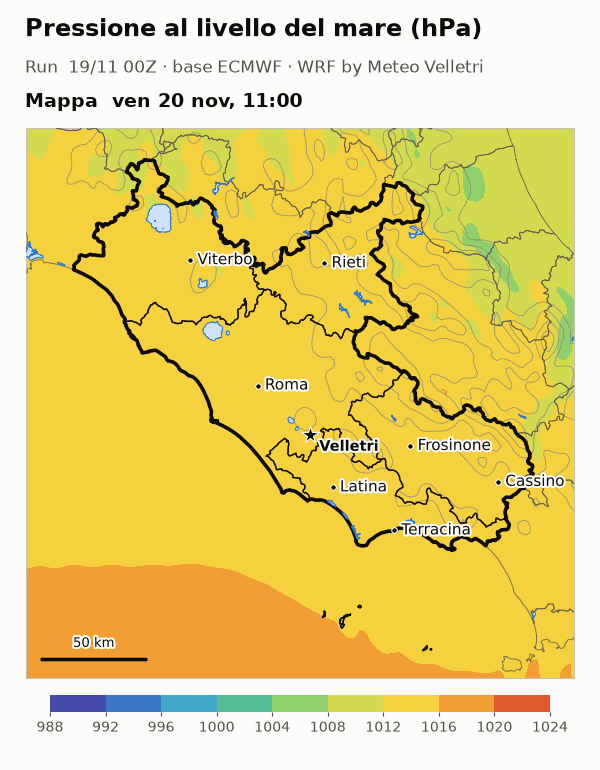 Pressione al livello del mare (hPa)
Run  19/11 00Z · base ECMWF · WRF by Meteo Velletri
Mappa  ven 20 nov, 11:00
Viterbo
Rieti
Roma
Velletri
Frosinone
Cassino
Latina
Terracina
50 km
988 992 996 1000 1004 1008 1012 1016 1020 1024